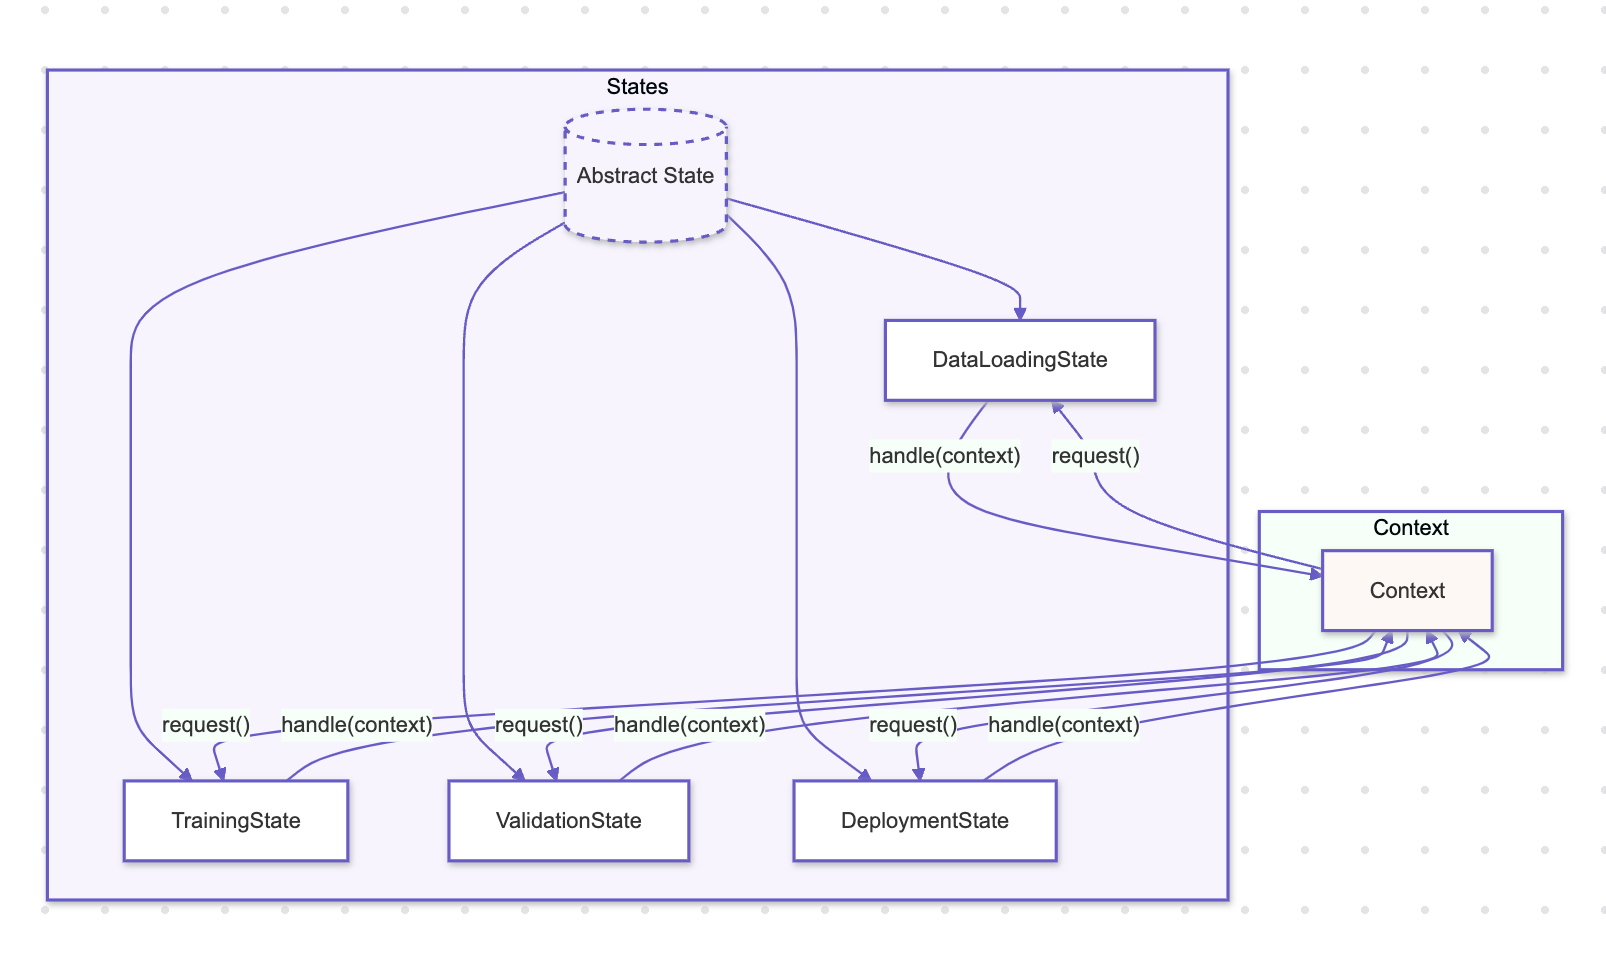 States
Abstract State
DataLoadingState
handle(context)
request()
Context
Context
request()
handle(context)
request()
handle(context)
request()
handle(context)
TrainingState
ValidationState
DeploymentState